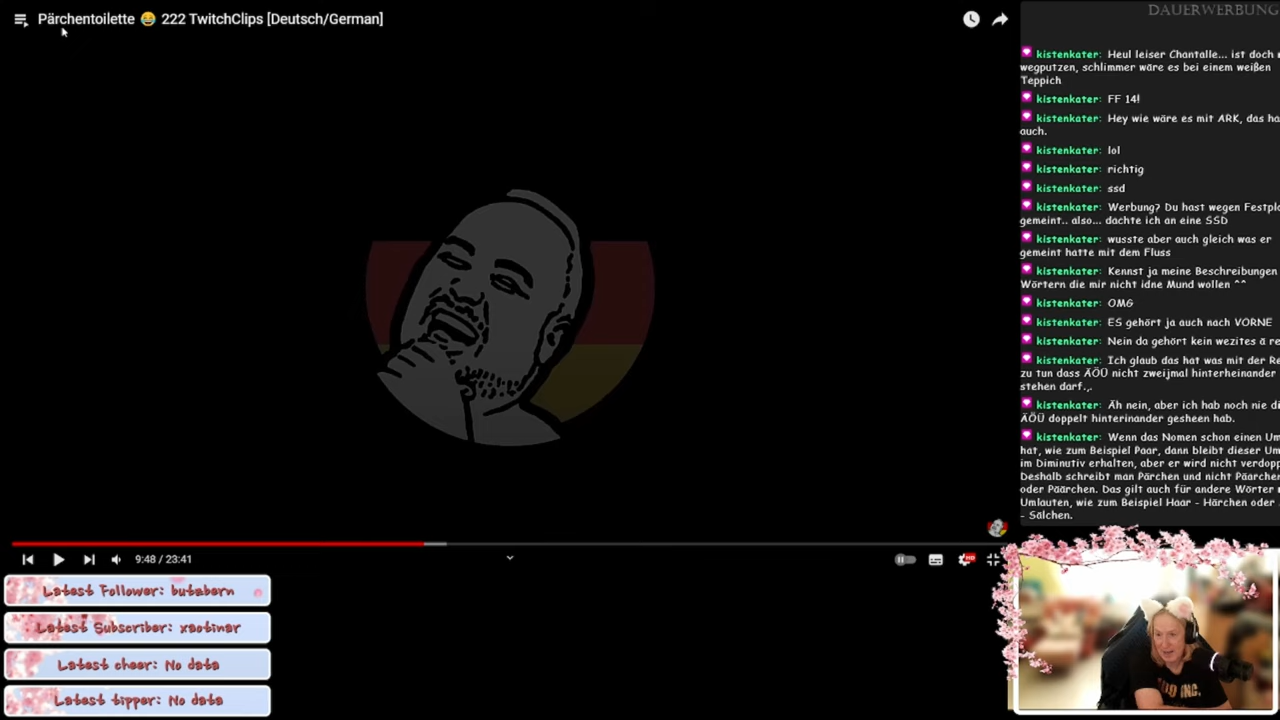 Pärchentoilette 😂 222 TwitchClips [Deutsch/German]
DAUERWERBUNG
kistenkater: Heul leiser Chantalle... ist doch
wegputzen, schlimmer wäre es bei einem weißen
Teppich
kistenkater: FF 14!
kistenkater: Hey wie wäre es mit ARK, das
auch.
kistenkater: lol
kistenkater: richtig
kistenkater: ssd
kistenkater: Werbung? Du hast wegen
gemeint.. also... dachte ich an eine SSD
kistenkater: wusste aber auch gleich was er
gemeint hatte mit dem Fluss
kistenkater: Kennst ja meine Beschreibungen
Wörtern die mir nicht idne Mund wollen ^^
kistenkater: OMG
kistenkater: ES gehört ja auch nach VORNE
kistenkater: Nein da gehört kein wezites ä
kistenkater: Ich glaub das hat was mit der
zu tun dass ÄÖÜ nicht zweijmal hinterheinander
stehen darf.,.
kistenkater: Äh nein, aber ich hab noch nie
ÄÖÜ doppelt hinterinander gesheen hab.
kistenkater: Wenn das Nomen schon einen
hat, wie zum Beispiel Paar, dann bleibt dieser
im Diminutiv erhalten, aber er wird nicht
Deshalb schreibt man Pärchen und nicht
oder Päärchen. Das gilt auch für andere Wörter
Umlauten, wie zum Beispiel Haar - Härchen oder
- Sälchen.
9:48 / 23:41
HD
Latest Follower: butabern
Latest Subscriber: xaotinar
Latest cheer: No data
Latest tipper: No data